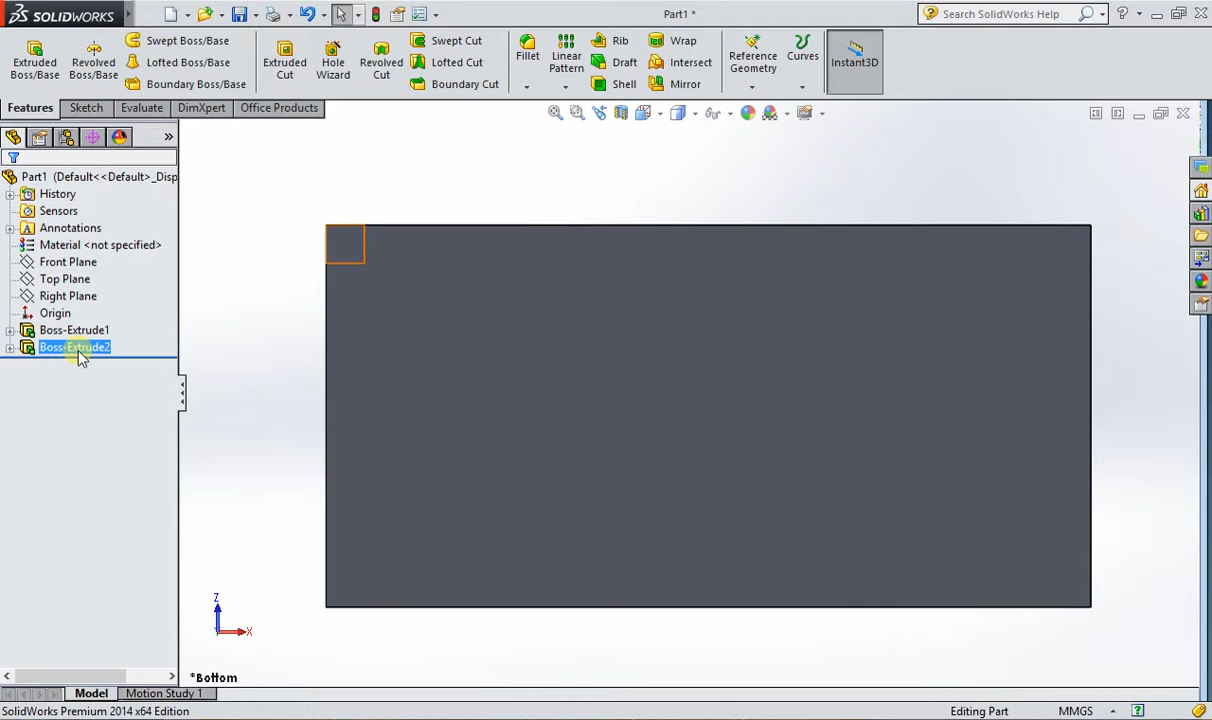 SOLIDWORKS
Part1 *
Search SolidWorks Help
Extruded Boss/Base
Revolved Boss/Base
Swept Boss/Base
Lofted Boss/Base
Boundary Boss/Base
Extruded Cut
Hole Wizard
Revolved Cut
Swept Cut
Lofted Cut
Boundary Cut
Fillet
Linear Pattern
Rib
Draft
Shell
Wrap
Intersect
Mirror
Reference Geometry
Curves
Instant3D
Features
Sketch
Evaluate
DimXpert
Office Products
Part1 (Default<<Default>_Disp
History
Sensors
Annotations
Material <not specified>
Front Plane
Top Plane
Right Plane
Origin
Boss-Extrude1
Boss-Extrude2
Z
X
*Bottom
Model
Motion Study 1
SolidWorks Premium 2014 x64 Edition
Editing Part
MMGS